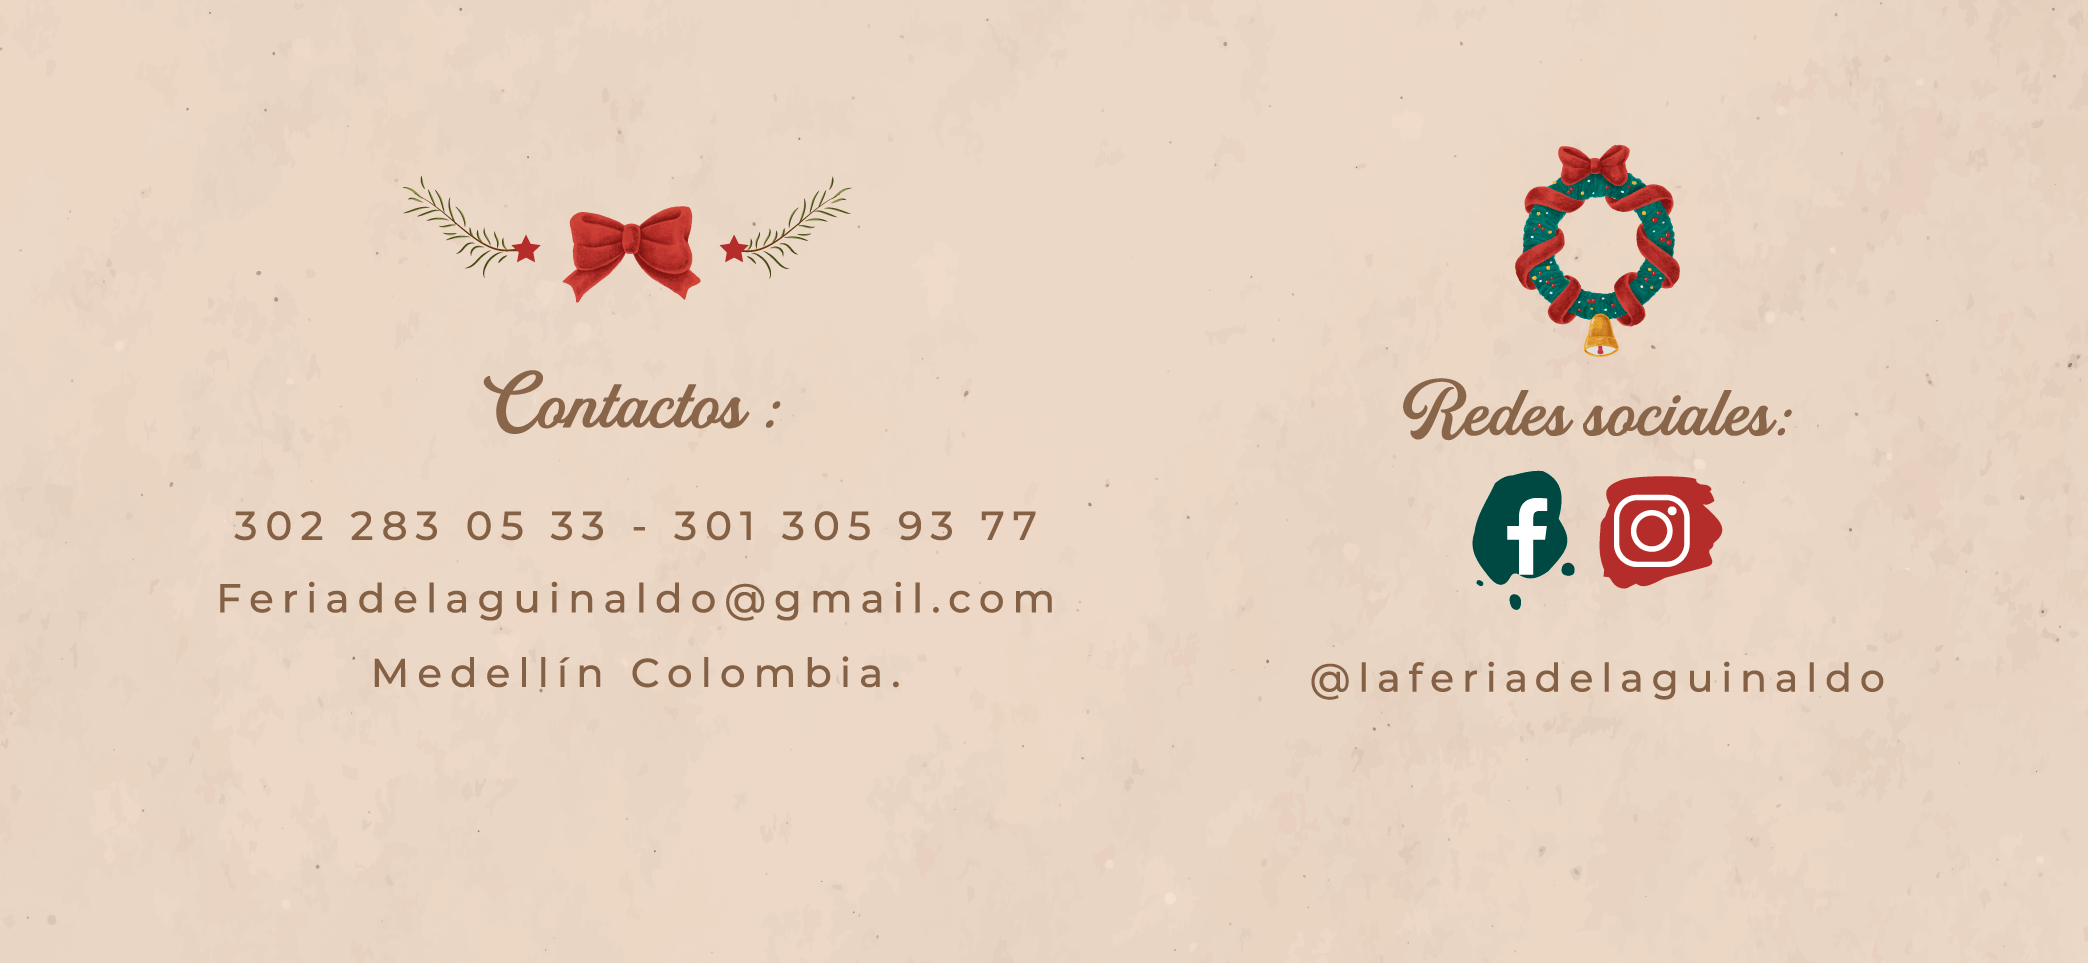 Contactos :
302 283 05 33 - 301 305 93 77
Feriadelaguinaldo@gmail.com
Medellín Colombia.
Redes sociales:
@laferiadelaguinaldo